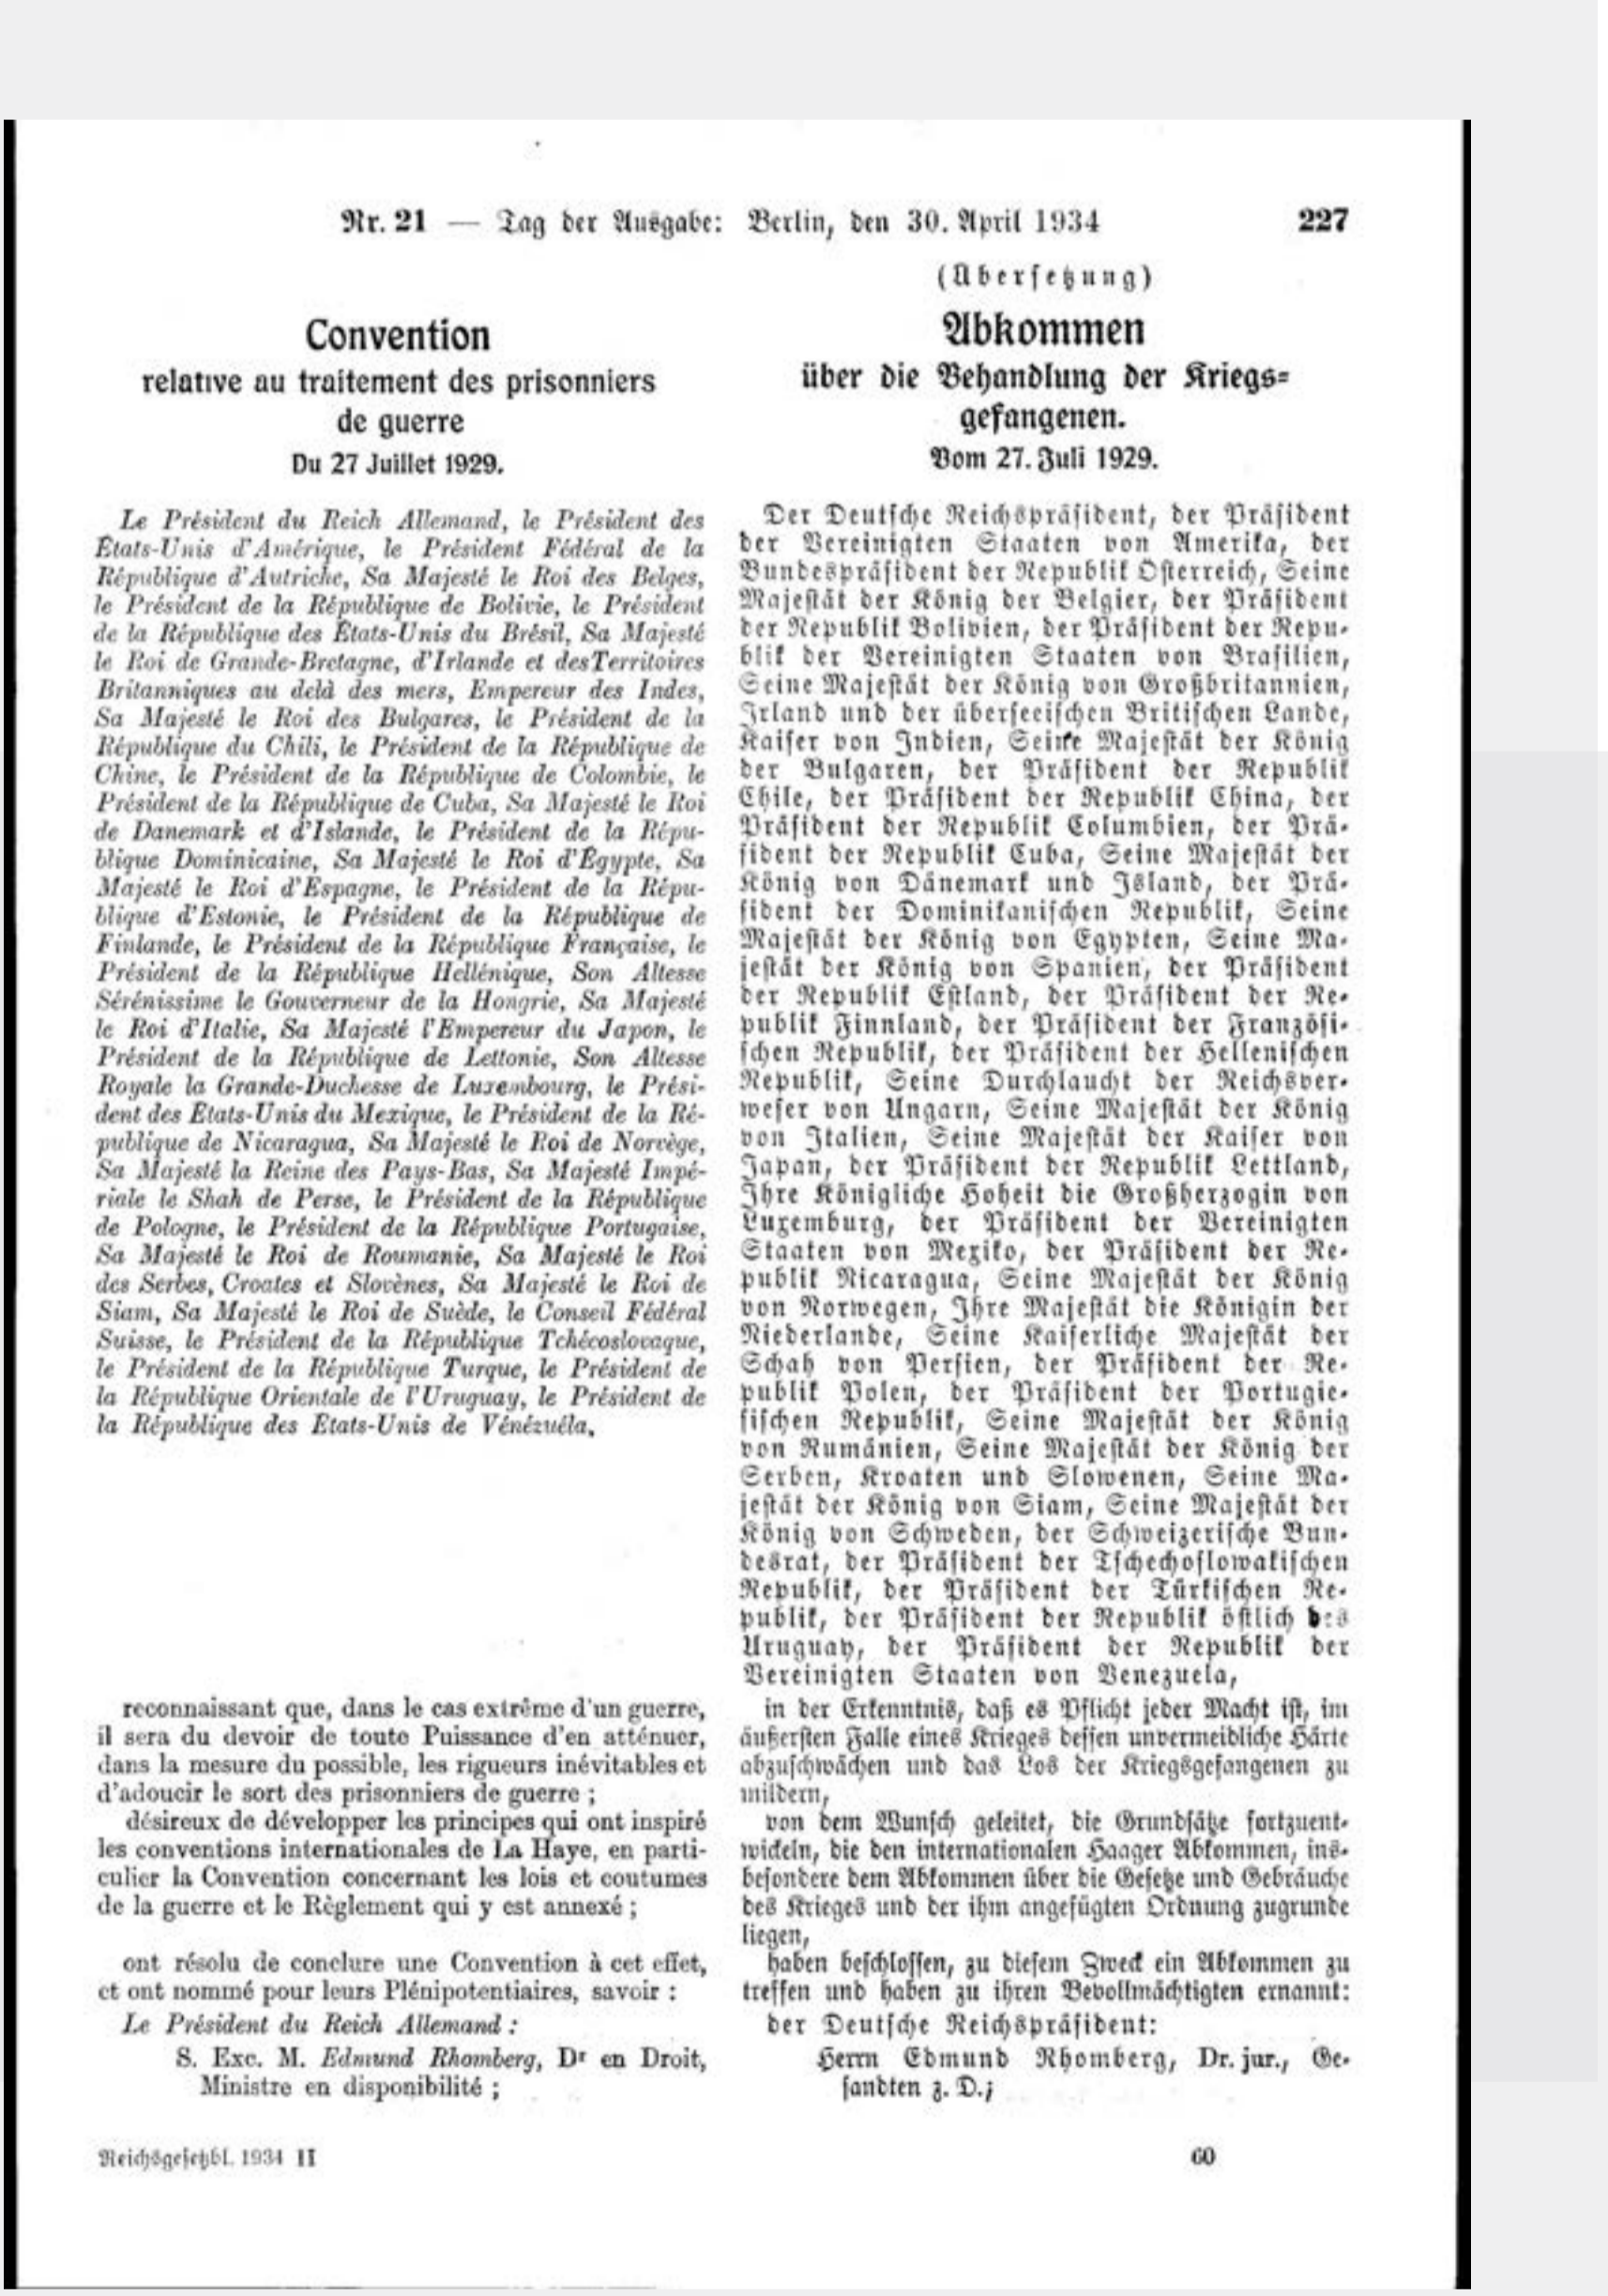 Nr. 21 — Tag der Ausgabe: Berlin, den 30. April 1934 227
Convention
relative au traitement des prisonniers
de guerre
Du 27 Juillet 1929.
Le Président du Reich Allemand, le Président des
États-Unis d'Amérique, le Président Fédéral de la
République d'Autriche, Sa Majesté le Roi des Belges,
le Président de la République de Bolivie, le Président
de la République des États-Unis du Brésil, Sa Majesté
le Roi de Grande-Bretagne, d'Irlande et des Territoires
Britanniques au delà des mers, Empereur des Indes,
Sa Majesté le Roi des Bulgares, le Président de la
République du Chili, le Président de la République de
Chine, le Président de la République de Colombie, le
Président de la République de Cuba, Sa Majesté le Roi
de Danemark et d'Islande, le Président de la Répu-
blique Dominicaine, Sa Majesté le Roi d'Égypte, Sa
Majesté le Roi d'Espagne, le Président de la Répu-
blique d'Estonie, le Président de la République de
Finlande, le Président de la République Française, le
Président de la République Hellénique, Son Altesse
Sérénissime le Gouverneur de la Hongrie, Sa Majesté
le Roi d'Italie, Sa Majesté l'Empereur du Japon, le
Président de la République de Lettonie, Son Altesse
Royale la Grande-Duchesse de Luxembourg, le Prési-
dent des Etats-Unis du Mexique, le Président de la Ré-
publique de Nicaragua, Sa Majesté le Roi de Norvège,
Sa Majesté la Reine des Pays-Bas, Sa Majesté Impé-
riale le Shah de Perse, le Président de la République
de Pologne, le Président de la République Portugaise,
Sa Majesté le Roi de Roumanie, Sa Majesté le Roi
des Serbes, Croates et Slovènes, Sa Majesté le Roi de
Siam, Sa Majesté le Roi de Suède, le Conseil Fédéral
Suisse, le Président de la République Tchécoslovaque,
le Président de la République Turque, le Président de
la République Orientale de l'Uruguay, le Président de
la République des Etats-Unis de Vénézuéla,
reconnaissant que, dans le cas extrême d'un guerre,
il sera du devoir de toute Puissance d'en atténuer,
dans la mesure du possible, les rigueurs inévitables et
d'adoucir le sort des prisonniers de guerre ;
désireux de développer les principes qui ont inspiré
les conventions internationales de La Haye, en parti-
culier la Convention concernant les lois et coutumes
de la guerre et le Règlement qui y est annexé ;
ont résolu de conclure une Convention à cet effet,
et ont nommé pour leurs Plénipotentiaires, savoir :
Le Président du Reich Allemand :
S. Exc. M. Edmund Rhomberg, Dr en Droit,
Ministre en disponibilité ;
(Übersetzung)
Abkommen
über die Behandlung der Kriegs-
gefangenen.
Vom 27. Juli 1929.
Der Deutsche Reichspräsident, der Präsident
der Vereinigten Staaten von Amerika, der
Bundespräsident der Republik Österreich, Seine
Majestät der König der Belgier, der Präsident
der Republik Bolivien, der Präsident der Repu-
blik der Vereinigten Staaten von Brasilien,
Seine Majestät der König von Großbritannien,
Irland und der überseeischen Britischen Lande,
Kaiser von Indien, Seine Majestät der König
der Bulgaren, der Präsident der Republik
Chile, der Präsident der Republik China, der
Präsident der Republik Columbien, der Prä-
sident der Republik Cuba, Seine Majestät der
König von Dänemark und Island, der Prä-
sident der Dominikanischen Republik, Seine
Majestät der König von Egypten, Seine Ma-
jestät der König von Spanien, der Präsident
der Republik Estland, der Präsident der Re-
publik Finnland, der Präsident der Französi-
schen Republik, der Präsident der Hellenischen
Republik, Seine Durchlaucht der Reichsver-
weser von Ungarn, Seine Majestät der König
von Italien, Seine Majestät der Kaiser von
Japan, der Präsident der Republik Lettland,
Ihre Königliche Hoheit die Großherzogin von
Luxemburg, der Präsident der Vereinigten
Staaten von Mexiko, der Präsident der Re-
publik Nicaragua, Seine Majestät der König
von Norwegen, Ihre Majestät die Königin der
Niederlande, Seine Kaiserliche Majestät der
Schah von Persien, der Präsident der Re-
publik Polen, der Präsident der Portugie-
sischen Republik, Seine Majestät der König
von Rumänien, Seine Majestät der König der
Serben, Kroaten und Slowenen, Seine Ma-
jestät der König von Siam, Seine Majestät der
König von Schweden, der Schweizerische Bun-
desrat, der Präsident der Tschechoslowakischen
Republik, der Präsident der Türkischen Re-
publik, der Präsident der Republik östlich des
Uruguay, der Präsident der Republik der
Vereinigten Staaten von Venezuela,
in der Erkenntnis, daß es Pflicht jeder Macht ist, im
äußersten Falle eines Krieges dessen unvermeidliche Härte
abzuschwächen und das Los der Kriegsgefangenen zu
mildern,
von dem Wunsch geleitet, die Grundsätze fortzuent-
wickeln, die den internationalen Haager Abkommen, ins-
besondere dem Abkommen über die Gesetze und Gebräuche
des Krieges und der ihm angefügten Ordnung zugrunde
liegen,
haben beschlossen, zu diesem Zweck ein Abkommen zu
treffen und haben zu ihren Bevollmächtigten ernannt:
der Deutsche Reichspräsident:
Herrn Edmund Rhomberg, Dr. jur., Ge-
sandten z. D.;
Reichsgesetzbl. 1934 II 60